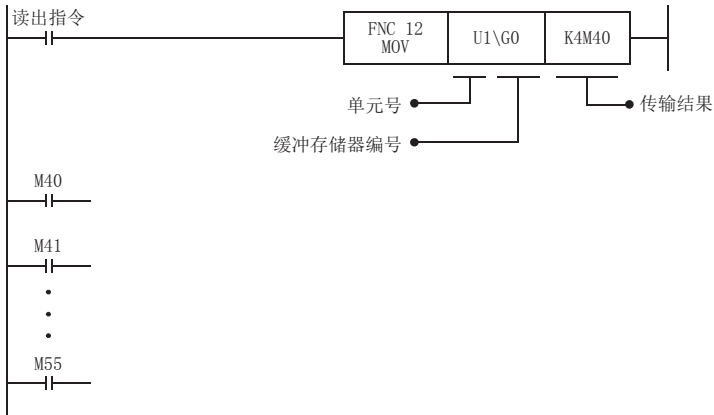 读出指令
FNC 12
MOV
U1\G0
K4M40
单元号
传输结果
缓冲存储器编号
M40
M41
M55